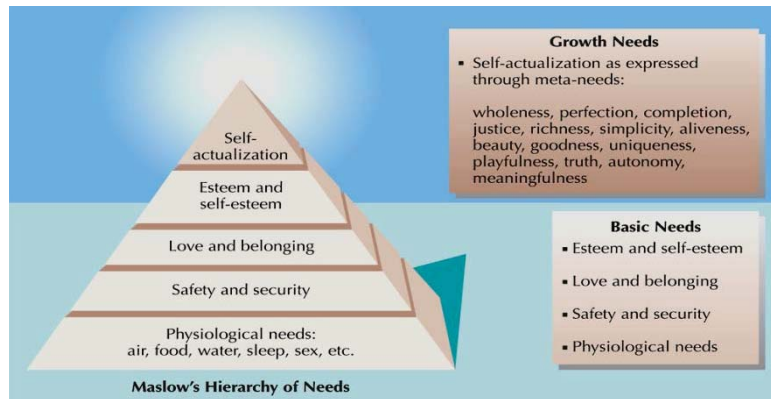 Self-
actualization
Esteem and
self-esteem
Love and belonging
Safety and security
Physiological needs:
air, food, water, sleep, sex, etc.
Maslow's Hierarchy of Needs
Growth Needs
▪ Self-actualization as expressed
through meta-needs:
wholeness, perfection, completion,
justice, richness, simplicity, aliveness,
beauty, goodness, uniqueness,
playfulness, truth, autonomy,
meaningfulness
Basic Needs
▪ Esteem and self-esteem
▪ Love and belonging
▪ Safety and security
▪ Physiological needs